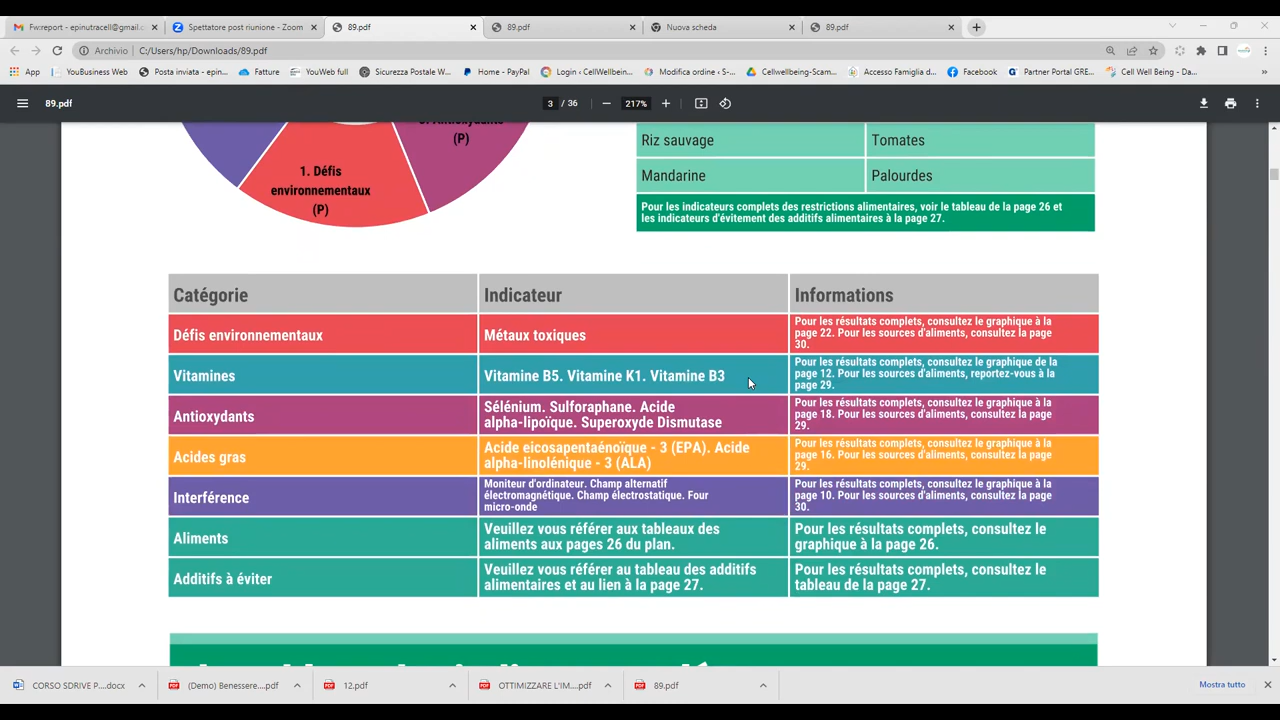 Fw:report - epinutracell@gmail.c
Spettatore post riunione - Zoom
89.pdf
89.pdf
Nuova scheda
89.pdf
Archivio
C:/Users/hp/Downloads/89.pdf
App
YouBusiness Web
Posta inviata - epin...
Fatture
YouWeb full
Sicurezza Postale W...
Home - PayPal
Login ‹ CellWellbein...
Modifica ordine ‹ S-...
Cellwellbeing-Scam...
Accesso Famiglia d...
Facebook
Partner Portal GRE...
Cell Well Being - Da...
»
89.pdf
3 / 36
217%
(P)
1. Défis
environnementaux
(P)
Riz sauvage
Tomates
Mandarine
Palourdes
Pour les indicateurs complets des restrictions alimentaires, voir le tableau de la page 26 et
les indicateurs d'évitement des additifs alimentaires à la page 27.
Catégorie
Indicateur
Informations
Défis environnementaux
Métaux toxiques
Pour les résultats complets, consultez le graphique à la
page 22. Pour les sources d'aliments, consultez la page
30.
Vitamines
Vitamine B5. Vitamine K1. Vitamine B3
Pour les résultats complets, consultez le graphique de la
page 12. Pour les sources d'aliments, reportez-vous à la
page 29.
Antioxydants
Sélénium. Sulforaphane. Acide
alpha-lipoïque. Superoxyde Dismutase
Pour les résultats complets, consultez le graphique à la
page 18. Pour les sources d'aliments, consultez la page
29.
Acides gras
Acide eicosapentaénoïque - 3 (EPA). Acide
alpha-linolénique - 3 (ALA)
Pour les résultats complets, consultez le graphique à la
page 16. Pour les sources d'aliments, consultez la page
29.
Interférence
Moniteur d'ordinateur. Champ alternatif
électromagnétique. Champ électrostatique. Four
micro-onde
Pour les résultats complets, consultez le graphique à la
page 10. Pour les sources d'aliments, consultez la page
30.
Aliments
Veuillez vous référer aux tableaux des
aliments aux pages 26 du plan.
Pour les résultats complets, consultez le
graphique à la page 26.
Additifs à éviter
Veuillez vous référer au tableau des additifs
alimentaires et au lien à la page 27.
Pour les résultats complets, consultez le
tableau de la page 27.
CORSO SDRIVE P....docx
(Demo) Benessere....pdf
12.pdf
OTTIMIZZARE L'IM....pdf
89.pdf
Mostra tutto